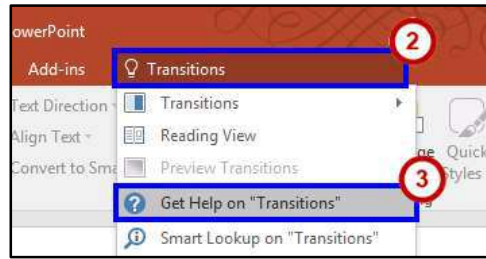 owerPoint
2
Add-ins
Transitions
Text Direction
Transitions
Align Text
Reading View
Quick
Convert to Sma
Preview Transitions
Styles
3
Get Help on "Transitions"
Smart Lookup on "Transitions"